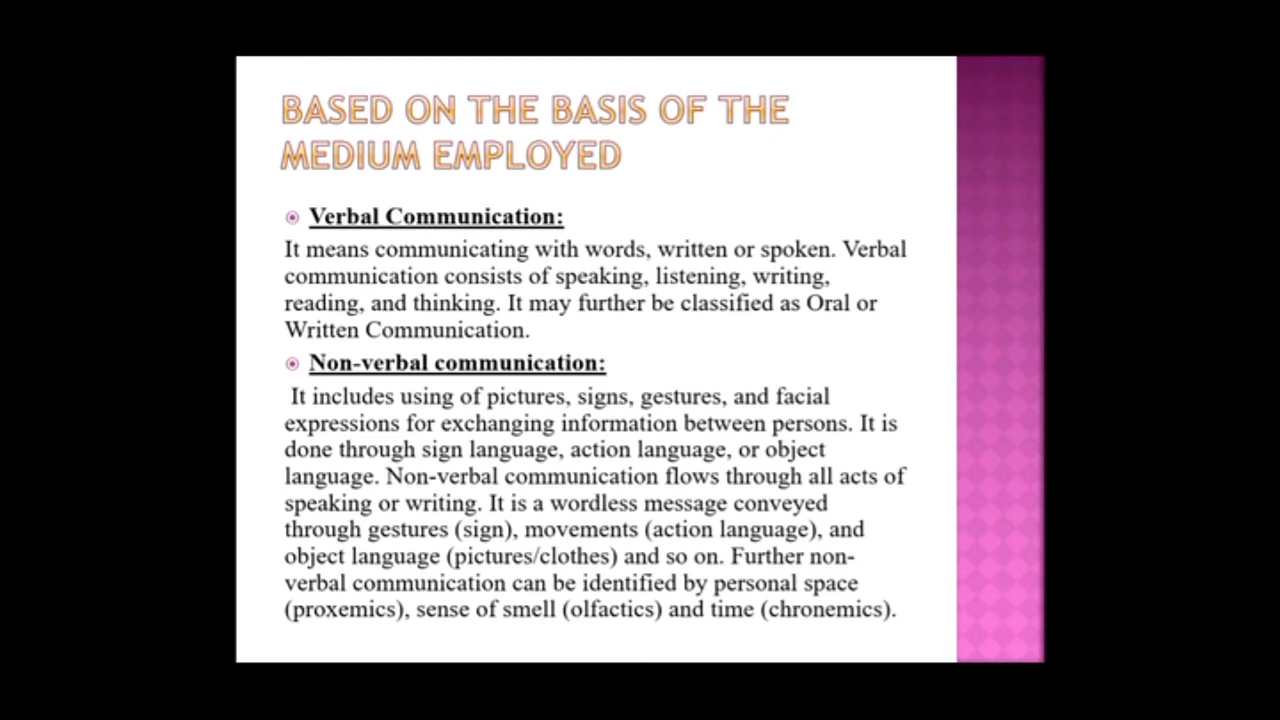 BASED ON THE BASIS OF THE
MEDIUM EMPLOYED
Verbal Communication:
It means communicating with words, written or spoken. Verbal
communication consists of speaking, listening, writing,
reading, and thinking. It may further be classified as Oral or
Written Communication.
Non-verbal communication:
It includes using of pictures, signs, gestures, and facial
expressions for exchanging information between persons. It is
done through sign language, action language, or object
language. Non-verbal communication flows through all acts of
speaking or writing. It is a wordless message conveyed
through gestures (sign), movements (action language), and
object language (pictures/clothes) and so on. Further non-
verbal communication can be identified by personal space
(proxemics), sense of smell (olfactics) and time (chronemics).